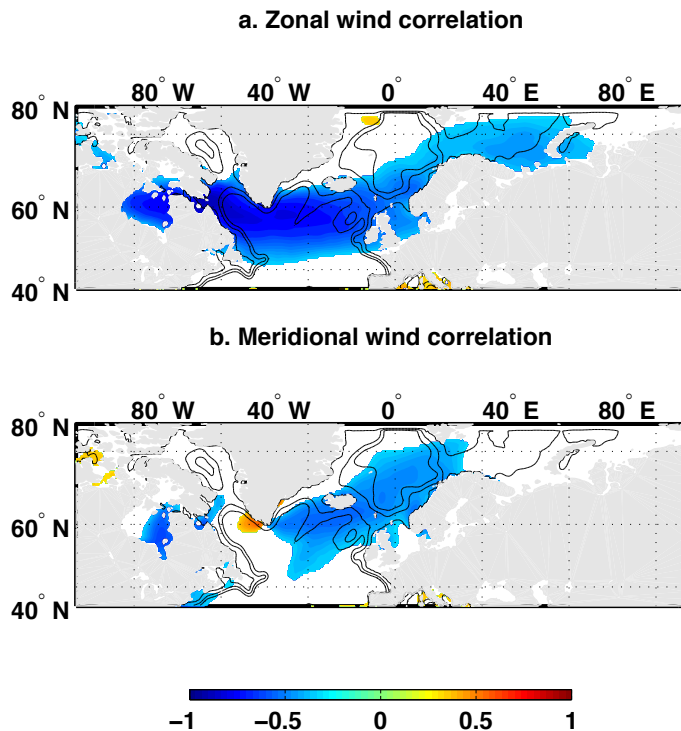 a. Zonal wind correlation
80° W 40° W 0° 40° E 80° E
80° N
60° N
40° N
b. Meridional wind correlation
80° W 40° W 0° 40° E 80° E
80° N
60° N
40° N
−1 −0.5 0 0.5 1